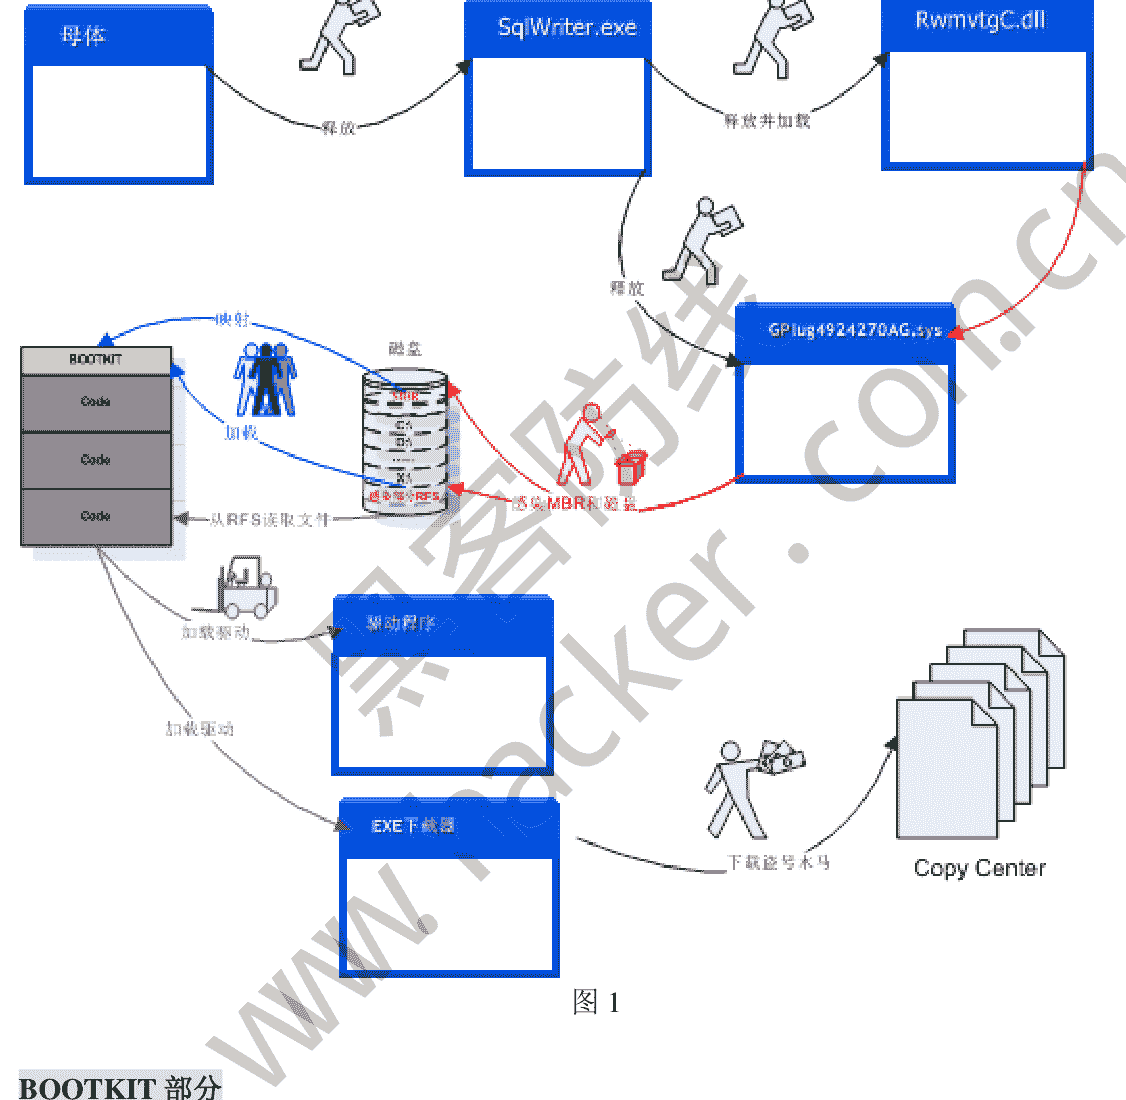 母体
SqlWriter.exe
RwmvtgC.dll
释放
释放并加载
释放
GPlug4924270AG.sys
映射
磁盘
BOOTKIT
Code
Code
Code
加载
感染MBR和磁盘
从RFS读取文件
加载驱动
驱动程序
加载驱动
EXE下载器
下载盗号木马
Copy Center
黑客防线
www.hacker.com.cn
图 1
BOOTKIT 部分